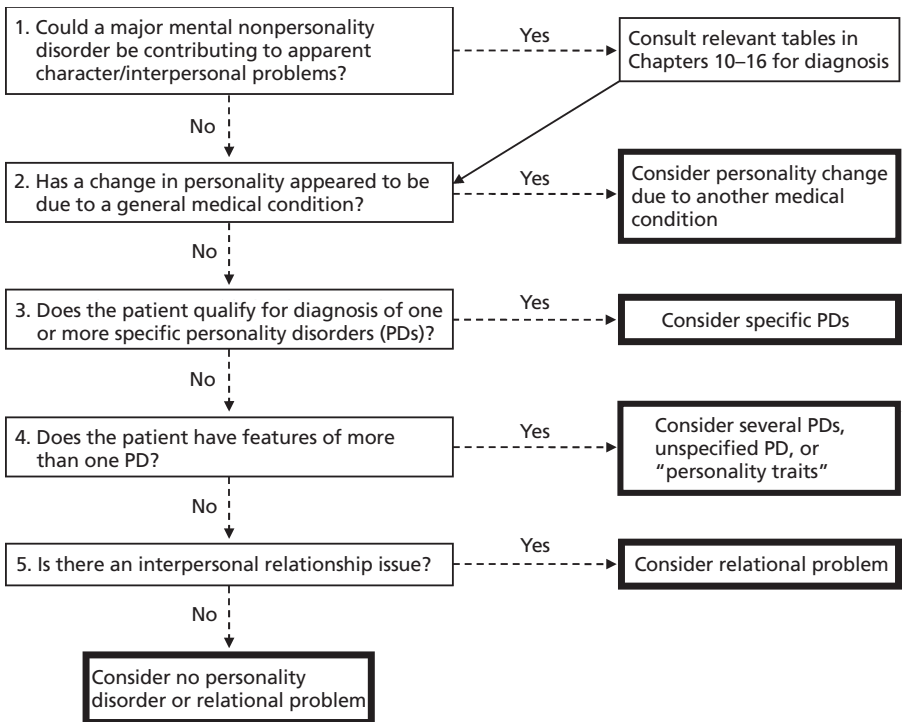 1. Could a major mental nonpersonality
disorder be contributing to apparent
character/interpersonal problems?
Yes
Consult relevant tables in
Chapters 10–16 for diagnosis
No
2. Has a change in personality appeared to be
due to a general medical condition?
Yes
Consider personality change
due to another medical
condition
No
3. Does the patient qualify for diagnosis of one
or more specific personality disorders (PDs)?
Yes
Consider specific PDs
No
4. Does the patient have features of more
than one PD?
Yes
Consider several PDs,
unspecified PD, or
“personality traits”
No
5. Is there an interpersonal relationship issue?
Yes
Consider relational problem
No
Consider no personality
disorder or relational problem